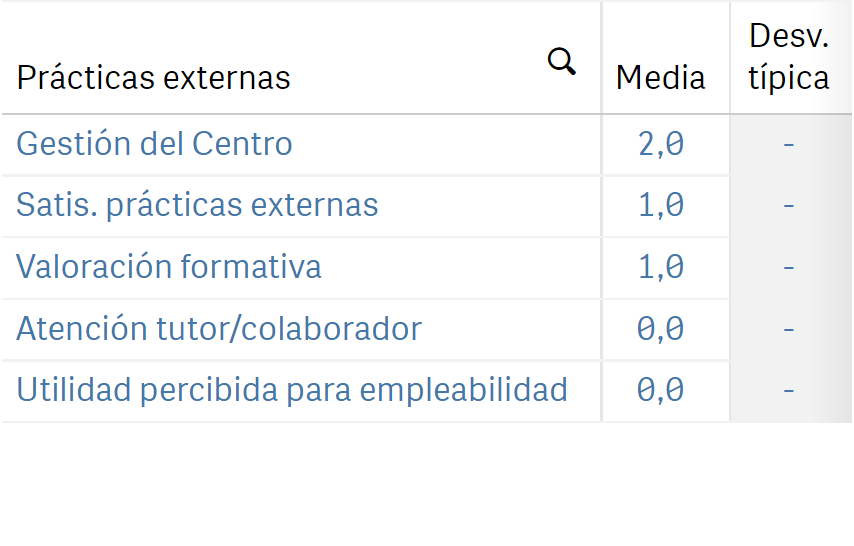 Prácticas externas Media Desv. típica
Gestión del Centro 2,0 -
Satis. prácticas externas 1,0 -
Valoración formativa 1,0 -
Atención tutor/colaborador 0,0 -
Utilidad percibida para empleabilidad 0,0 -